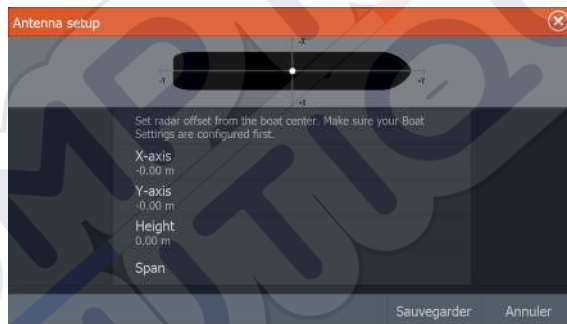 Antenna setup
-X
-Y
+Y
+X
Set radar offset from the boat center. Make sure your Boat
Settings are configured first.
X-axis
-0.00 m
Y-axis
-0.00 m
Height
0.00 m
Span
Sauvegarder Annuler